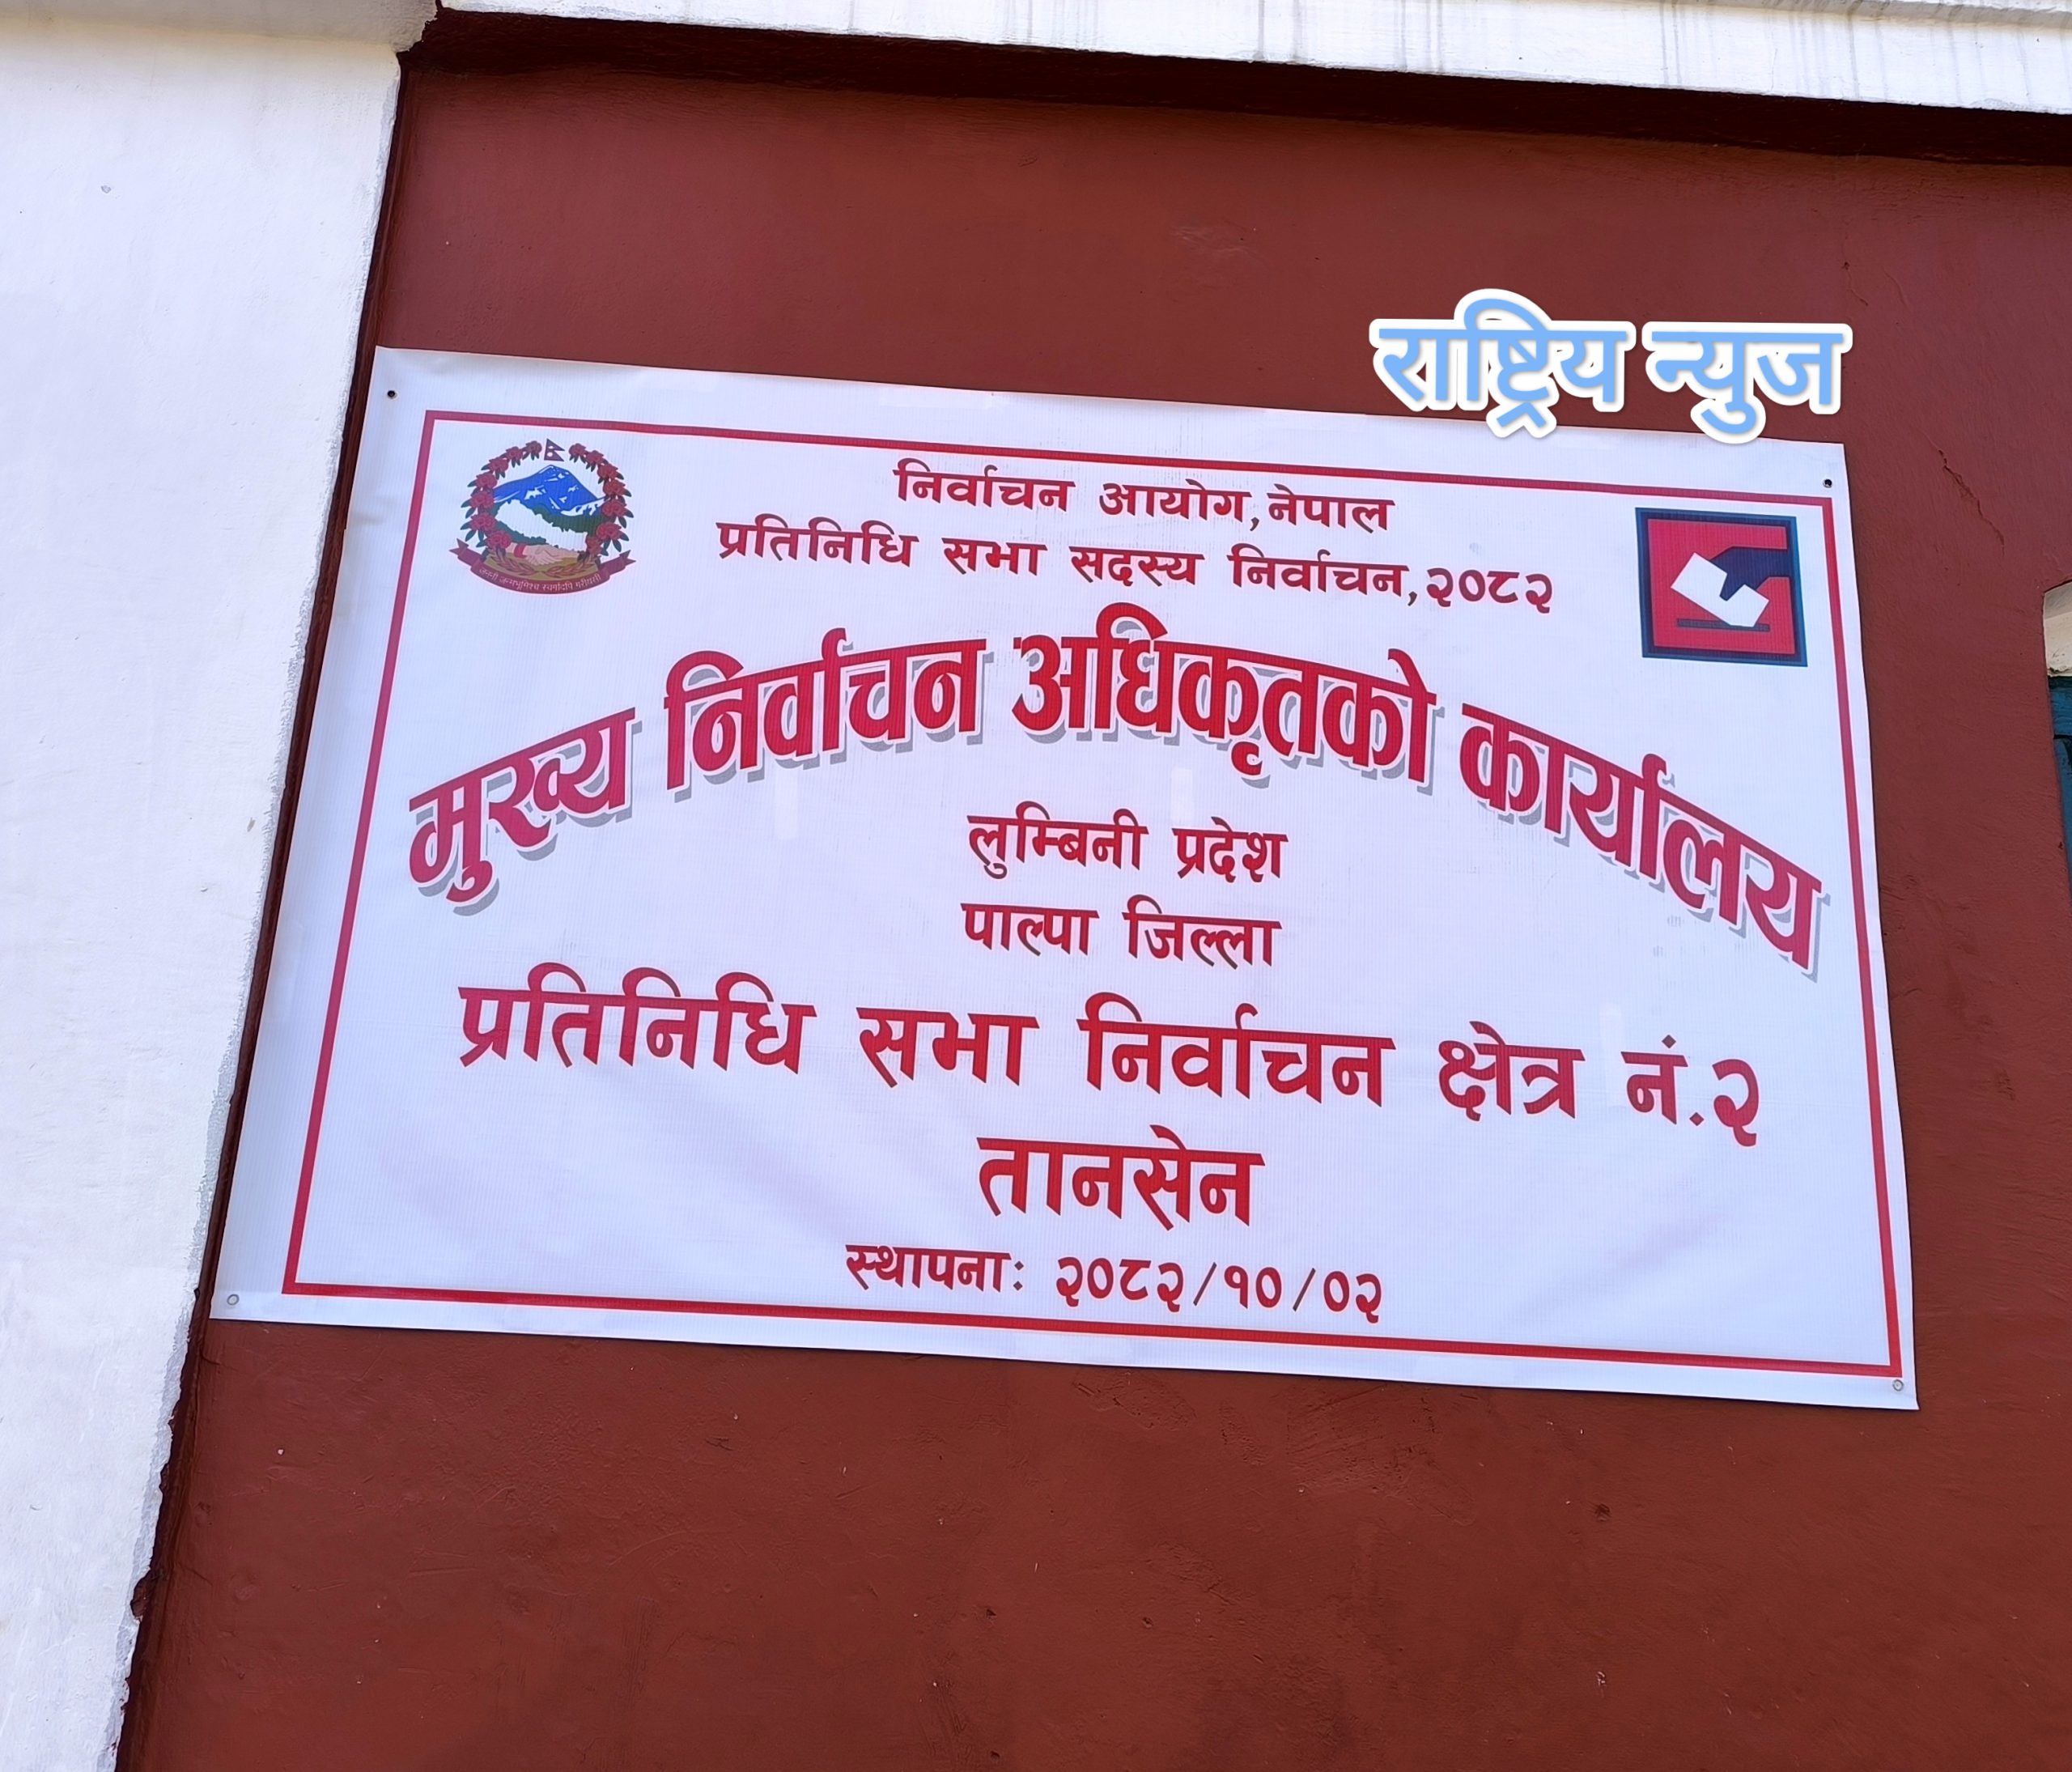 राष्ट्रिय न्युज
निर्वाचन आयोग,नेपाल
प्रतिनिधि सभा सदस्य निर्वाचन,२०८२
मुख्य निर्वाचन अधिकृतको कार्यालय
लुम्बिनी प्रदेश
पाल्पा जिल्ला
प्रतिनिधि सभा निर्वाचन क्षेत्र नं.२
तानसेन
स्थापनाः २०८२/१०/०२